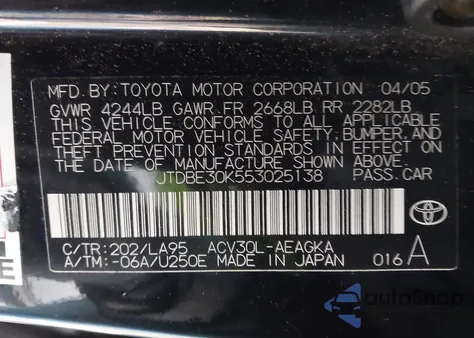 MFD. BY: TOYOTA MOTOR CORPORATION 04/05
GVWR 4244LB GAWR FR 2668LB RR 2282LB
THIS VEHICLE CONFORMS TO ALL APPLICABLE
FEDERAL MOTOR VEHICLE SAFETY, BUMPER, AND
THEFT PREVENTION STANDARDS IN EFFECT ON
THE DATE OF MANUFACTURE SHOWN ABOVE.
JTDBE30K553025138 PASS. CAR
C/TR: 202/LA95 ACV30L-AEAGKA
A/TM: -06A/U250E MADE IN JAPAN 016 A
TOYOTA
E
AutoSnap